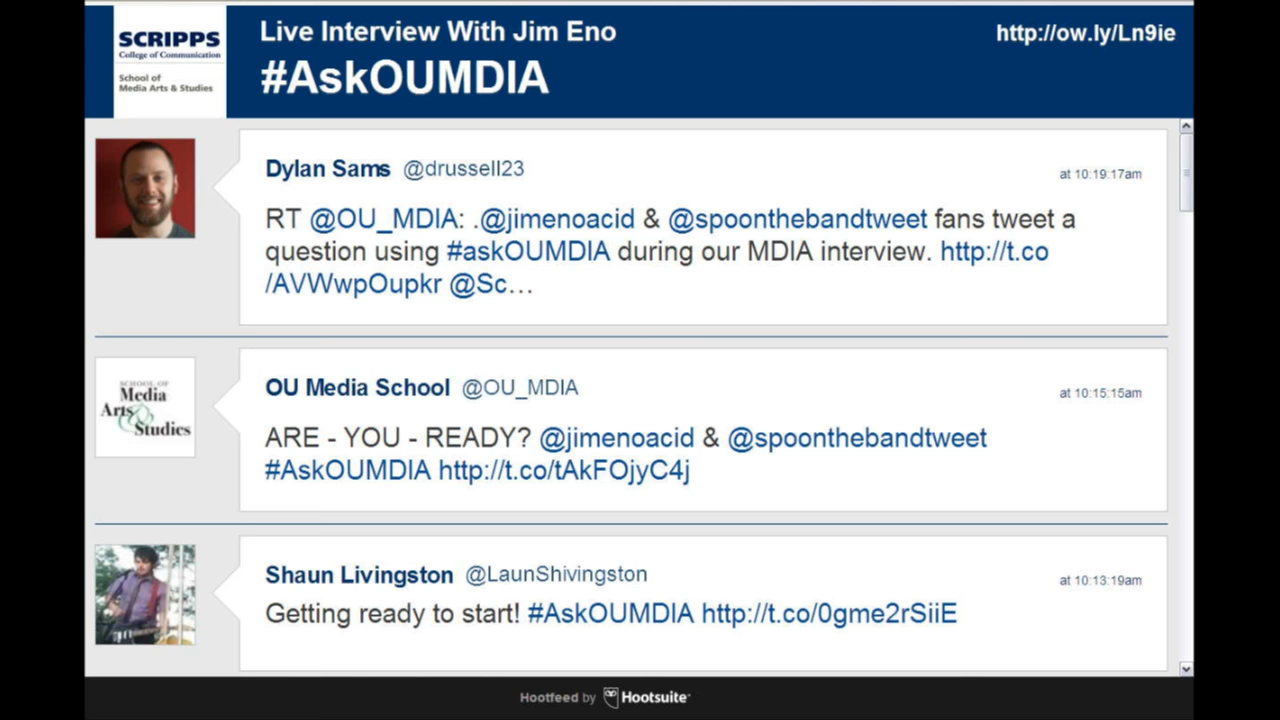 SCRIPPS
College of Communication
School of
Media Arts & Studies
Live Interview With Jim Eno
#AskOUMDIA
http://ow.ly/Ln9ie
Dylan Sams @drussell23
at 10:19:17am
RT @OU_MDIA: .@jimenoacid & @spoonthebandtweet fans tweet a
question using #askOUMDIA during our MDIA interview. http://t.co
/AVWwpOupkr @Sc…
SCHOOL OF
Media
Arts &
Studies
OU Media School @OU_MDIA
at 10:15:15am
ARE - YOU - READY? @jimenoacid & @spoonthebandtweet
#AskOUMDIA http://t.co/tAkFOjyC4j
Shaun Livingston @LaunShivingston
at 10:13:19am
Getting ready to start! #AskOUMDIA http://t.co/0gme2rSiiE
Hootfeed by Hootsuite